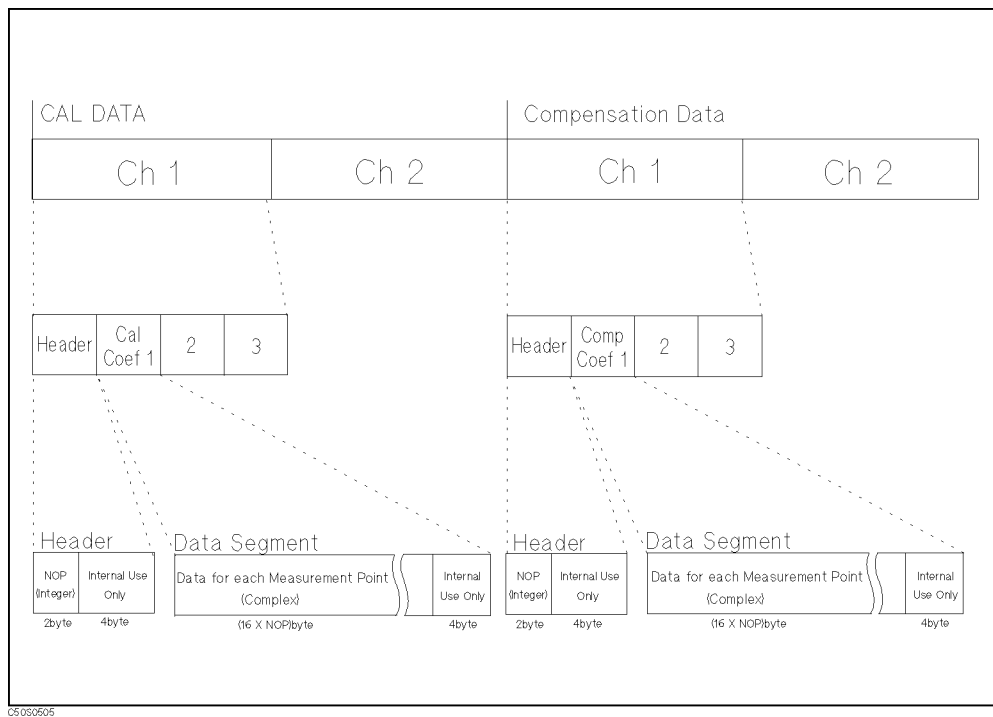 CAL DATA
Compensation Data
Ch 1
Ch 2
Ch 1
Ch 2
Header
Cal
Coef 1
2
3
Header
Comp
Coef 1
2
3
Header
Data Segment
Header
Data Segment
NOP
(Integer)
Internal Use
Only
Data for each Measurement Point
(Complex)
Internal
Use Only
NOP
(Integer)
Internal Use
Only
Data for each Measurement Point
(Complex)
Internal
Use Only
2byte
4byte
(16 X NOP)byte
4byte
2byte
4byte
(16 X NOP)byte
4byte
C50S0505